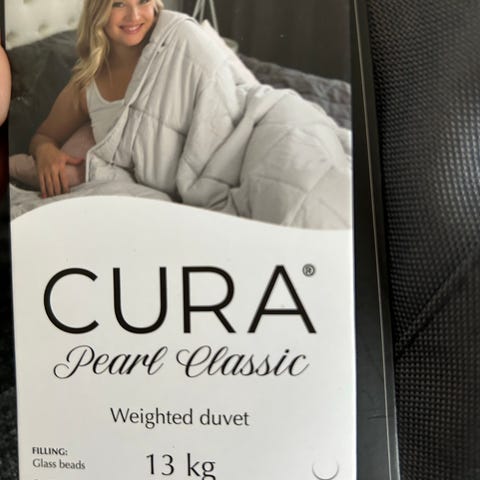 CURA®
Pearl Classic
Weighted duvet
FILLING:
Glass beads
13 kg